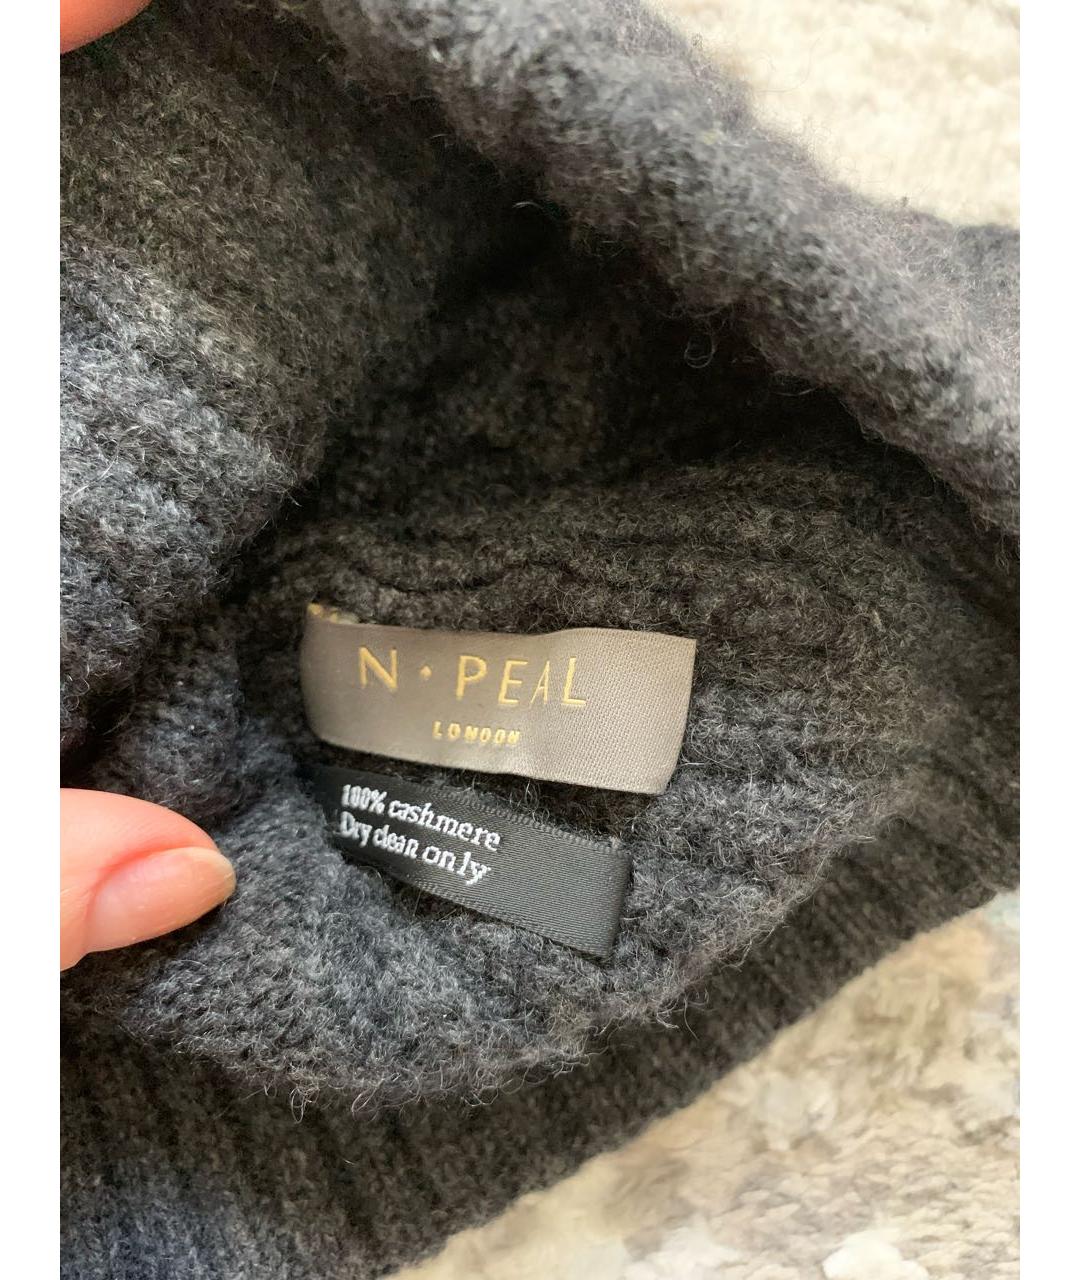 N · PEAL
LONDON
100% cashmere
Dry clean only